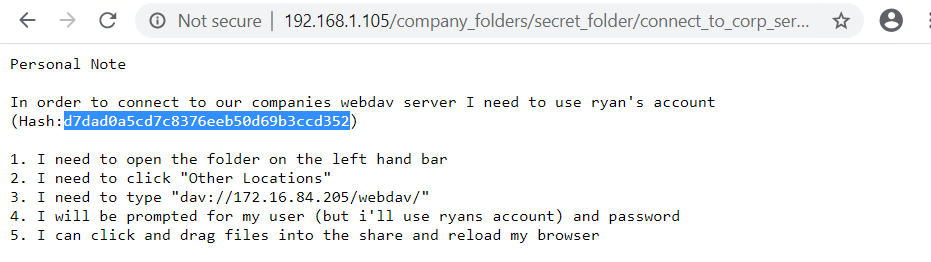 Not secure | 192.168.1.105/company_folders/secret_folder/connect_to_corp_ser...
Personal Note
In order to connect to our companies webdav server I need to use ryan's account
(Hash:d7dad0a5cd7c8376eeb50d69b3ccd352)
1. I need to open the folder on the left hand bar
2. I need to click "Other Locations"
3. I need to type "dav://172.16.84.205/webdav/"
4. I will be prompted for my user (but i'll use ryans account) and password
5. I can click and drag files into the share and reload my browser